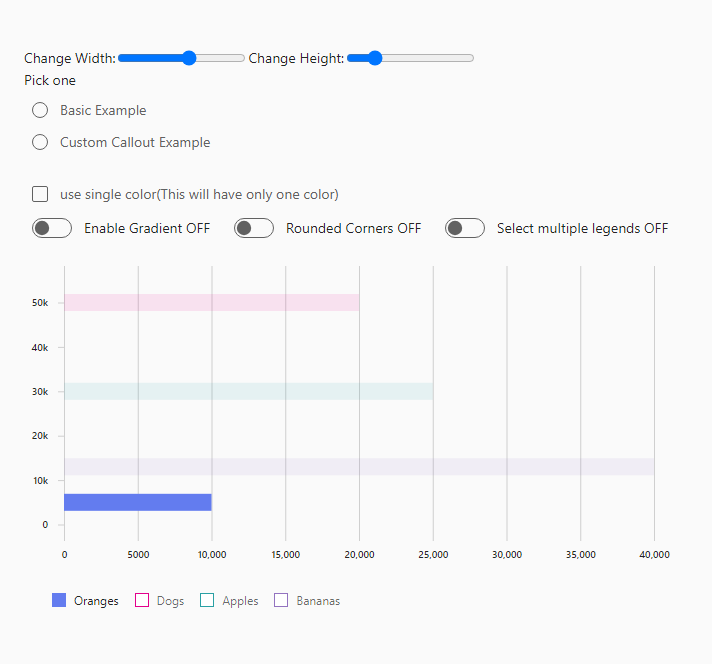 Change Width: Change Height:
Pick one
Basic Example
Custom Callout Example
use single color(This will have only one color)
Enable Gradient OFF Rounded Corners OFF Select multiple legends OFF
50k
40k
30k
20k
10k
0
0 5000 10,000 15,000 20,000 25,000 30,000 35,000 40,000
Oranges Dogs Apples Bananas